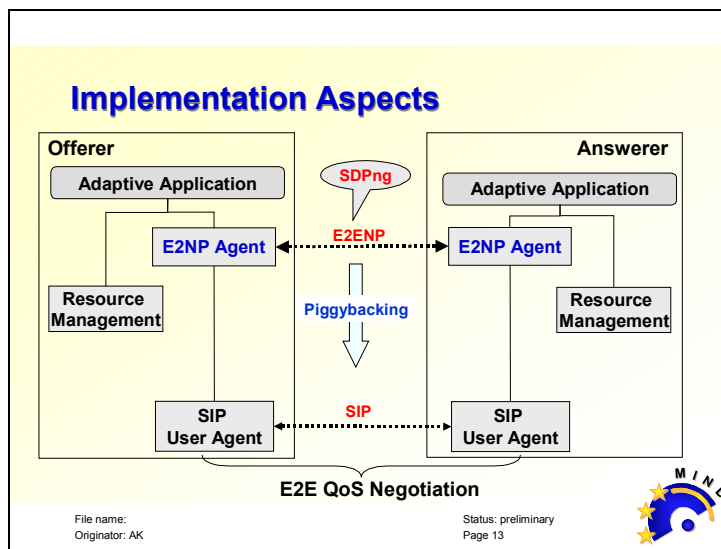 Implementation Aspects
Offerer
Answerer
Adaptive Application
SDPng
Adaptive Application
E2NP Agent
E2ENP
E2NP Agent
Resource
Management
Piggybacking
Resource
Management
SIP
User Agent
SIP
SIP
User Agent
E2E QoS Negotiation
File name:
Originator: AK
Status: preliminary
Page 13
MIND